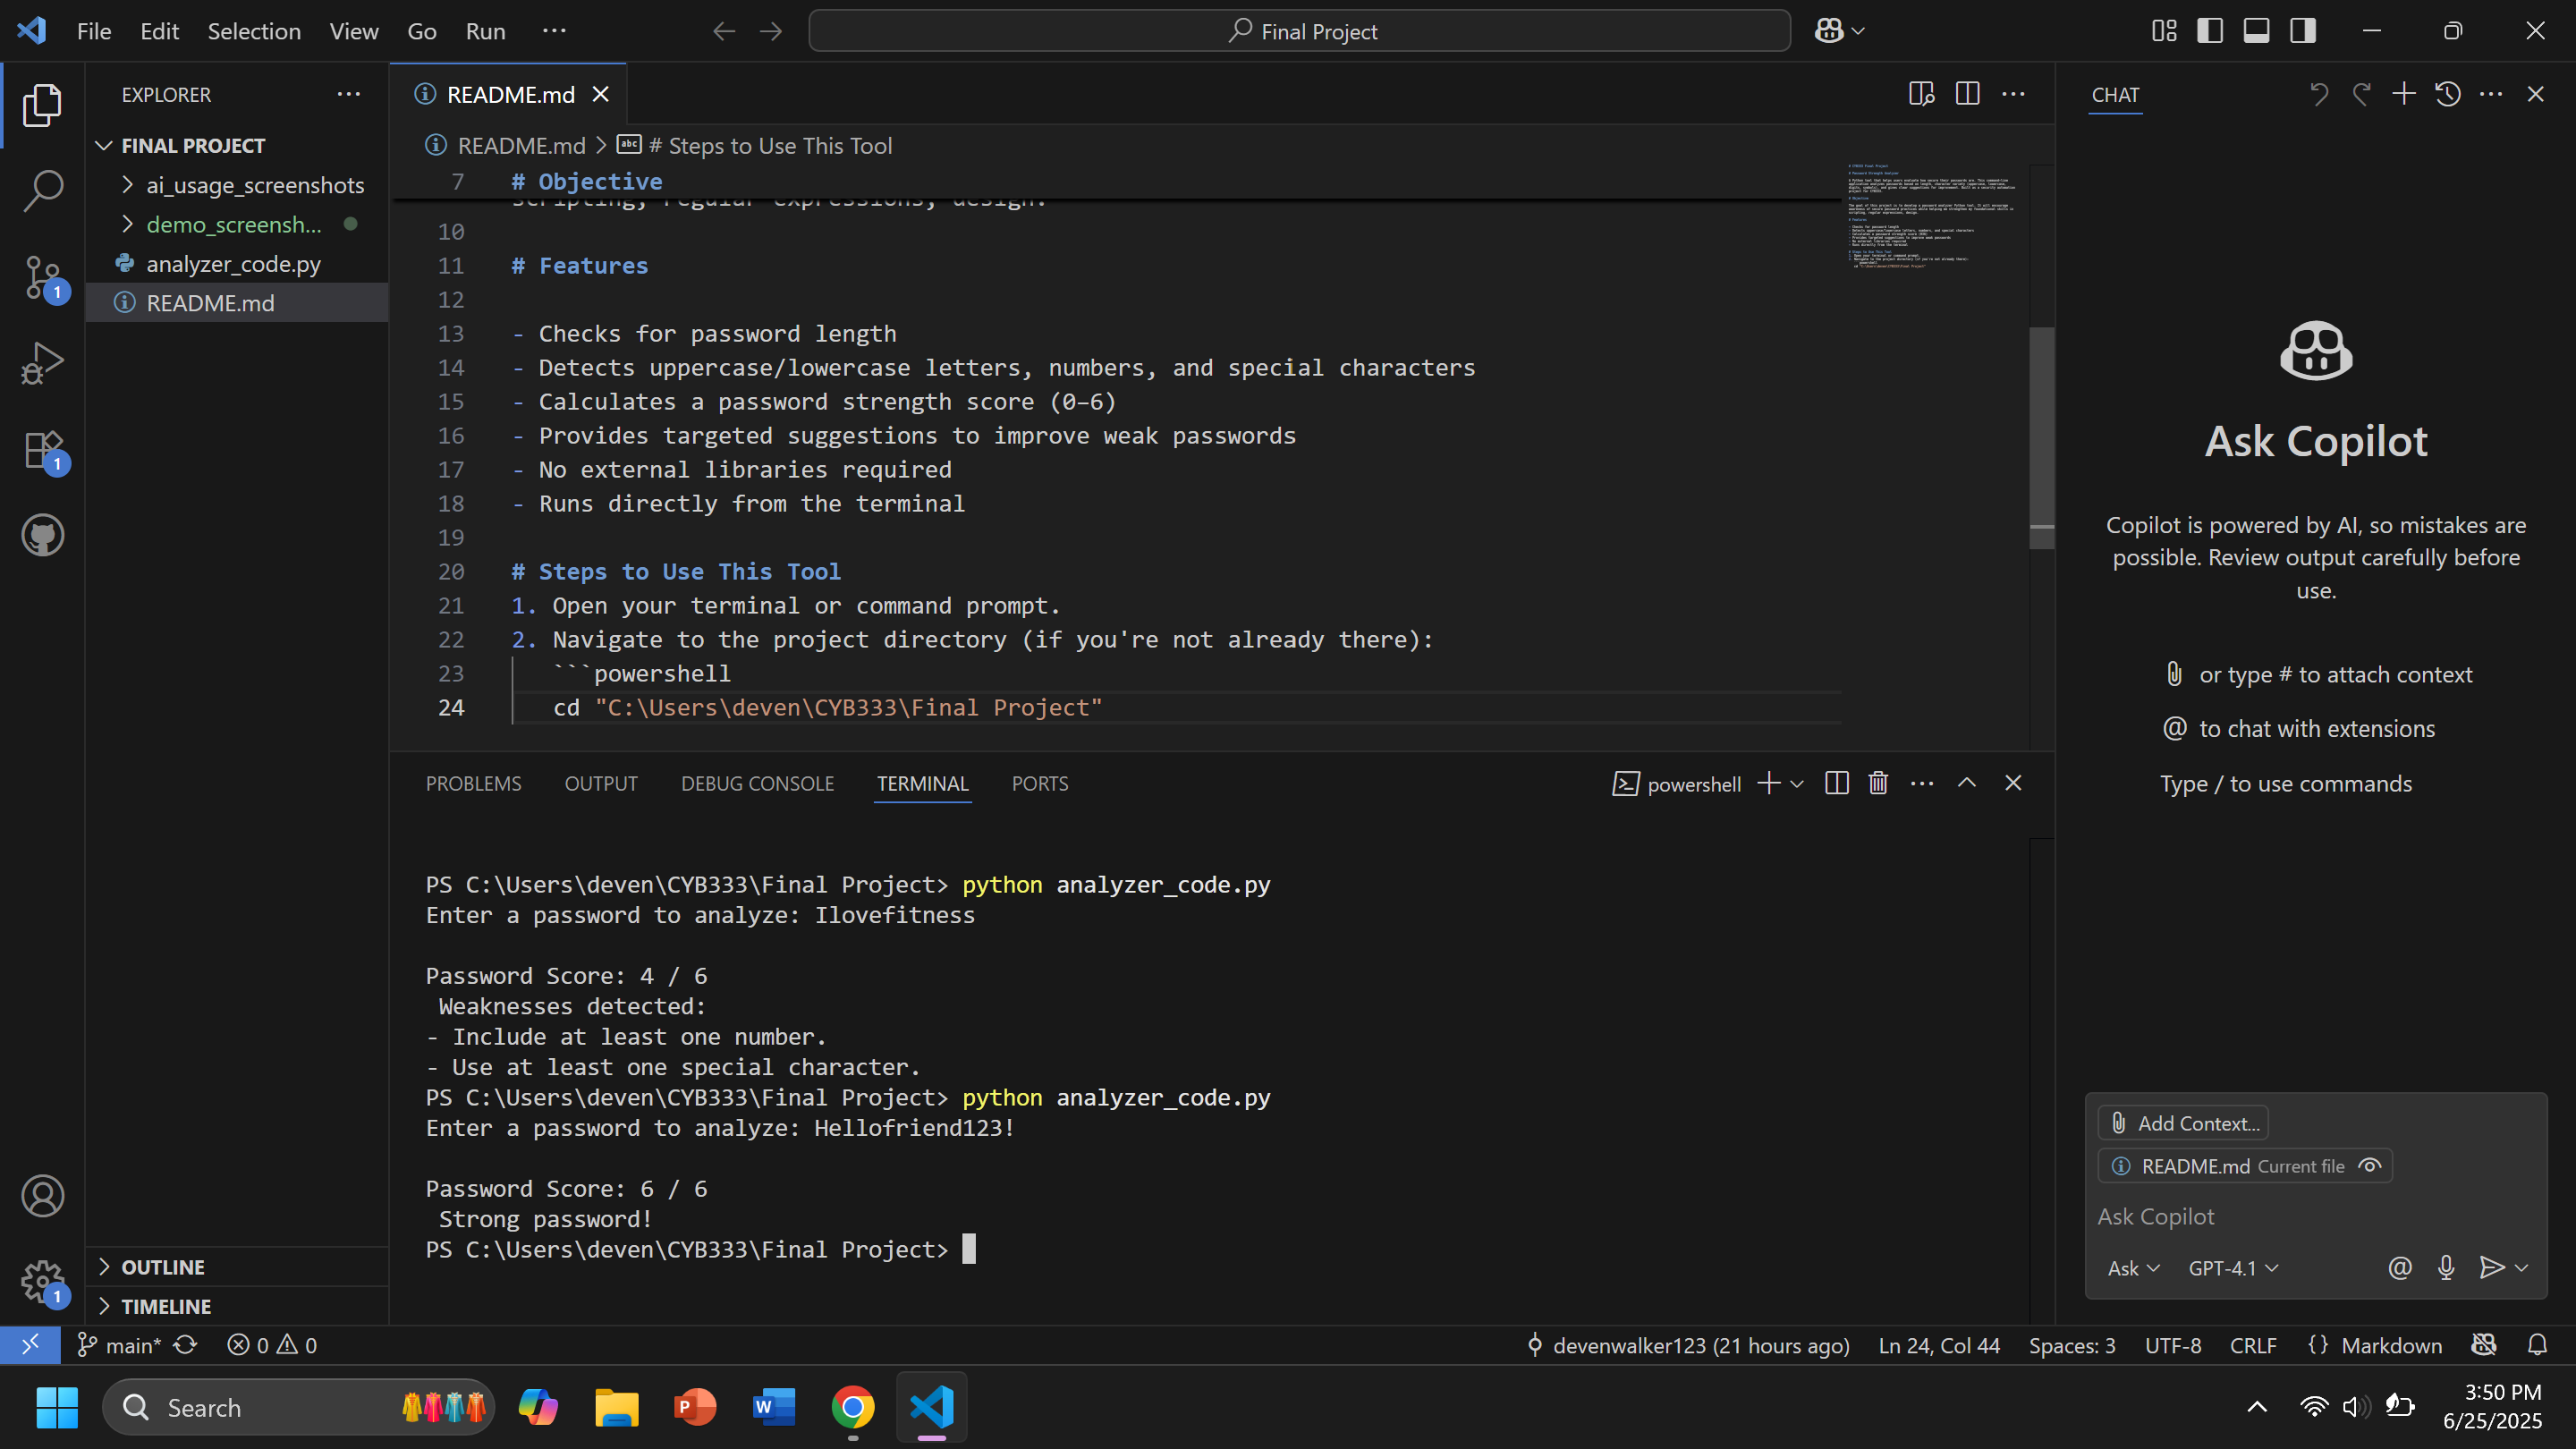 File Edit Selection View Go Run ···
Final Project
EXPLORER
FINAL PROJECT
ai_usage_screenshots
demo_screensh...
analyzer_code.py
README.md
OUTLINE
TIMELINE
1
1
1
README.md
README.md > # Steps to Use This Tool
7 # Objective
scripting, regular expressions, design.
10
11 # Features
12
13 - Checks for password length
14 - Detects uppercase/lowercase letters, numbers, and special characters
15 - Calculates a password strength score (0–6)
16 - Provides targeted suggestions to improve weak passwords
17 - No external libraries required
18 - Runs directly from the terminal
19
20 # Steps to Use This Tool
21 1. Open your terminal or command prompt.
22 2. Navigate to the project directory (if you're not already there):
23 ```powershell
24 cd "C:\Users\deven\CYB333\Final Project"
PROBLEMS OUTPUT DEBUG CONSOLE TERMINAL PORTS
powershell
PS C:\Users\deven\CYB333\Final Project> python analyzer_code.py
Enter a password to analyze: Ilovefitness
Password Score: 4 / 6
Weaknesses detected:
- Include at least one number.
- Use at least one special character.
PS C:\Users\deven\CYB333\Final Project> python analyzer_code.py
Enter a password to analyze: Hellofriend123!
Password Score: 6 / 6
Strong password!
PS C:\Users\deven\CYB333\Final Project>
CHAT
Ask Copilot
Copilot is powered by AI, so mistakes are
possible. Review output carefully before
use.
or type # to attach context
@ to chat with extensions
Type / to use commands
Add Context...
README.md Current file
Ask Copilot
Ask GPT-4.1
main* 0 0
devenwalker123 (21 hours ago) Ln 24, Col 44 Spaces: 3 UTF-8 CRLF {} Markdown
Search
3:50 PM
6/25/2025